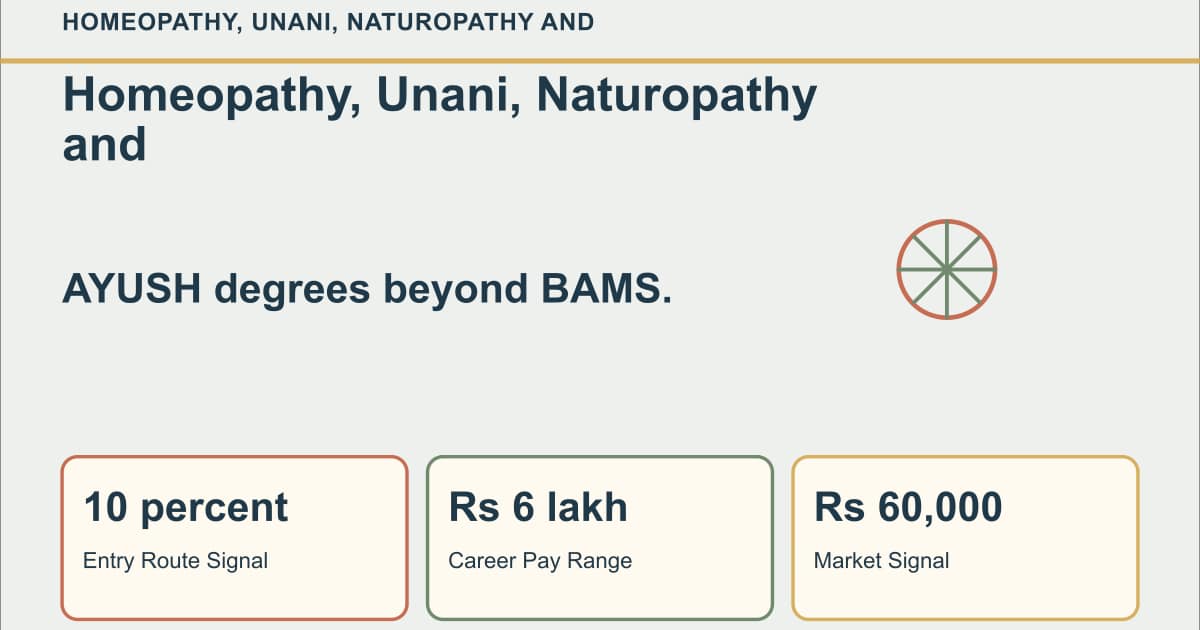 HOMEOPATHY, UNANI, NATUROPATHY AND
Homeopathy, Unani, Naturopathy
and
AYUSH degrees beyond BAMS.
10 percent
Entry Route Signal
Rs 6 lakh
Career Pay Range
Rs 60,000
Market Signal